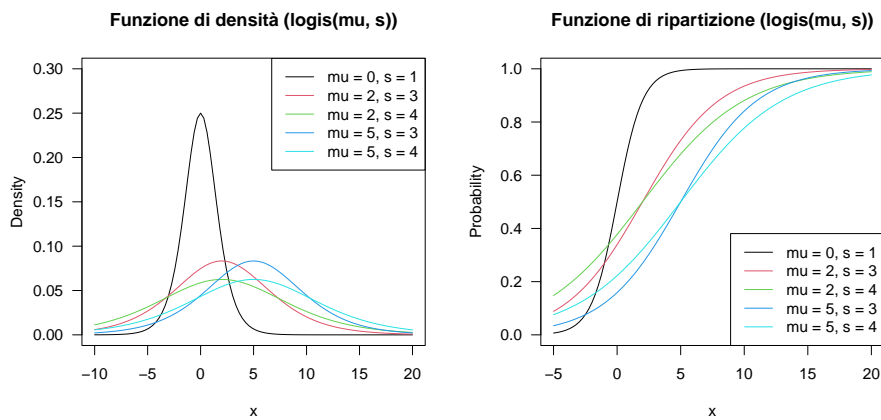 Funzione di densità (logis(mu, s))
Density
0.30
0.25
0.20
0.15
0.10
0.05
0.00
mu = 0, s = 1
mu = 2, s = 3
mu = 2, s = 4
mu = 5, s = 3
mu = 5, s = 4
−10 −5 0 5 10 15 20
x
Funzione di ripartizione (logis(mu, s))
Probability
1.0
0.8
0.6
0.4
0.2
0.0
mu = 0, s = 1
mu = 2, s = 3
mu = 2, s = 4
mu = 5, s = 3
mu = 5, s = 4
−5 0 5 10 15 20
x